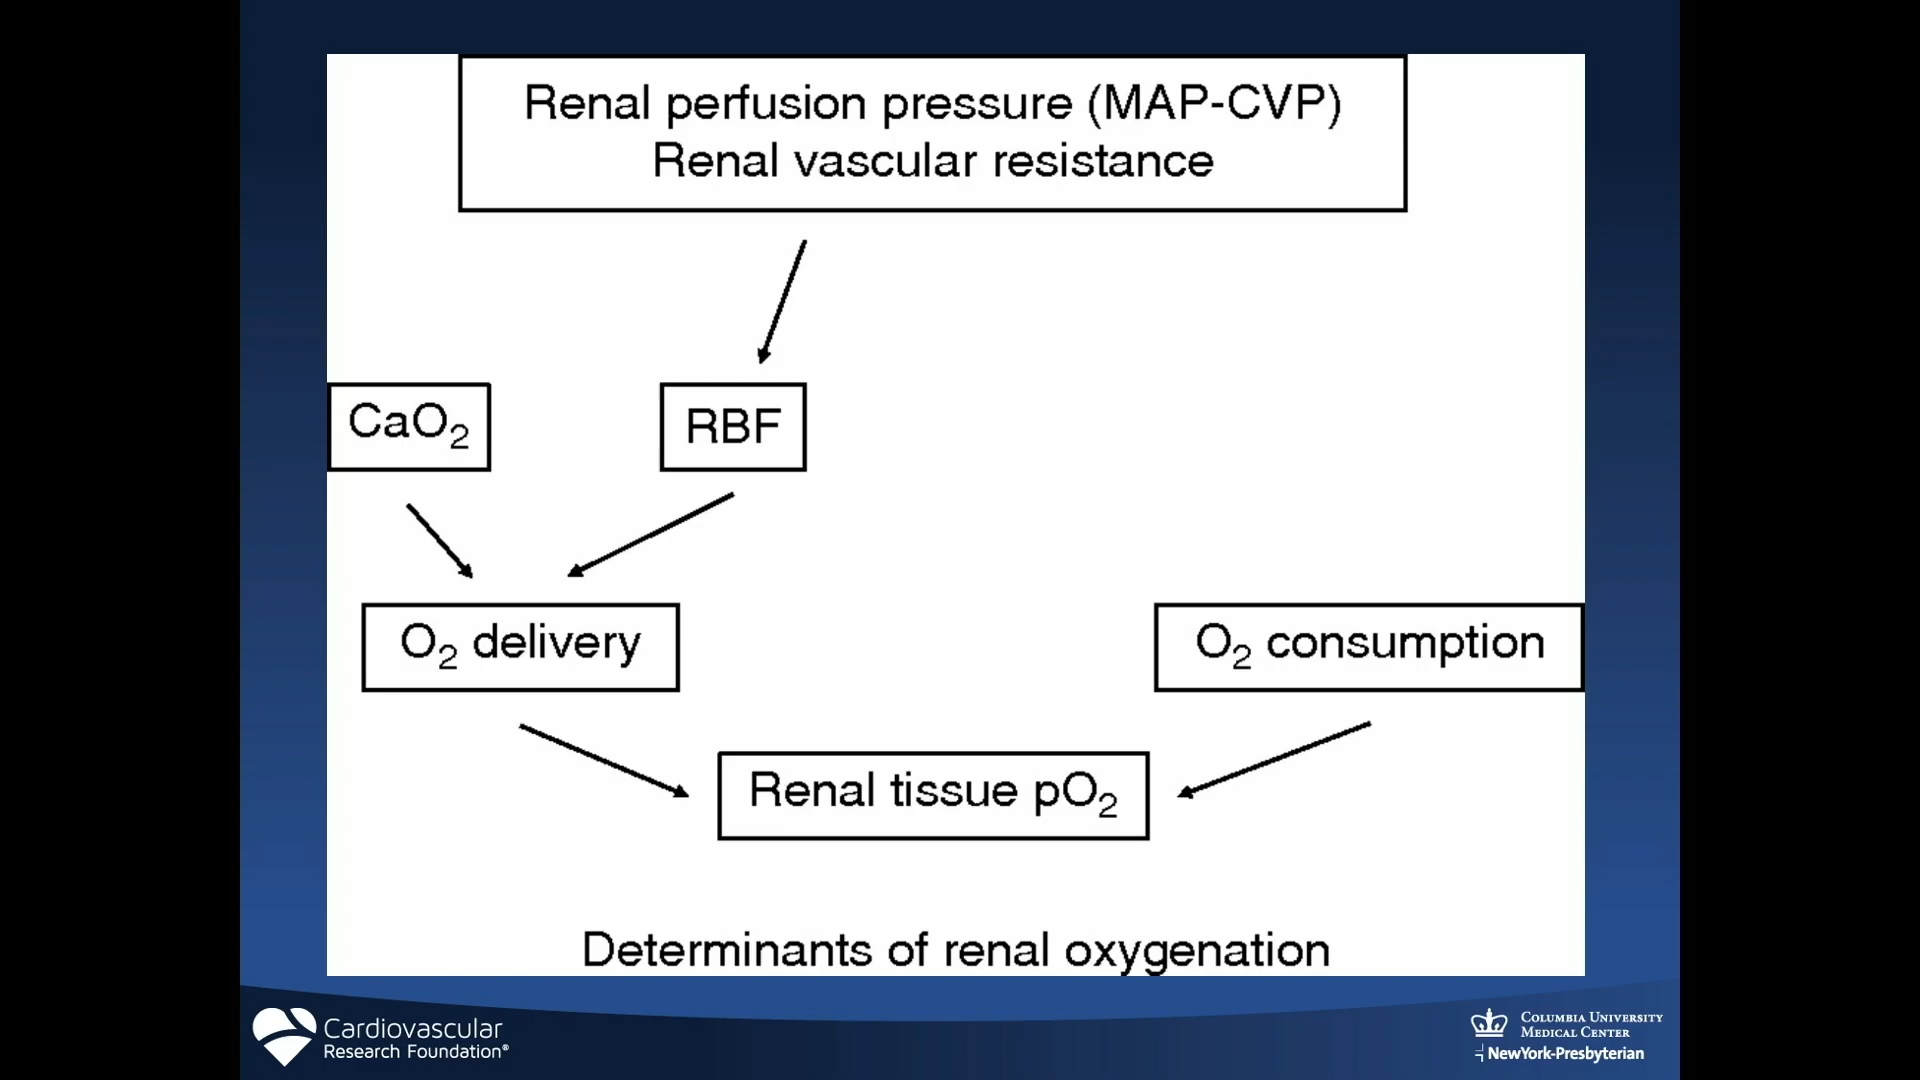 Renal perfusion pressure (MAP-CVP)
Renal vascular resistance
CaO₂
RBF
O₂ delivery
O₂ consumption
Renal tissue pO₂
Determinants of renal oxygenation
Cardiovascular
Research Foundation®
COLUMBIA UNIVERSITY
MEDICAL CENTER
NewYork-Presbyterian